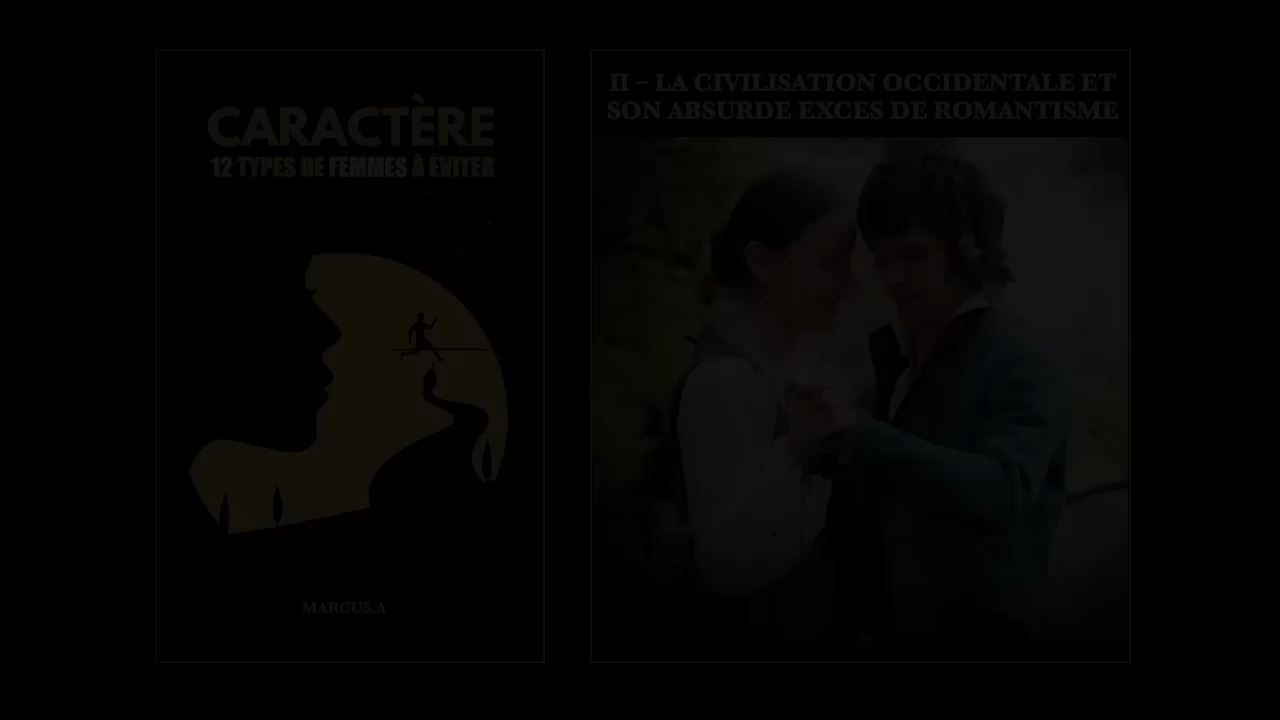 CARACTÈRE
12 TYPES DE FEMMES À ÉVITER
MARCUS.A
II – LA CIVILISATION OCCIDENTALE ET
SON ABSURDE EXCES DE ROMANTISME